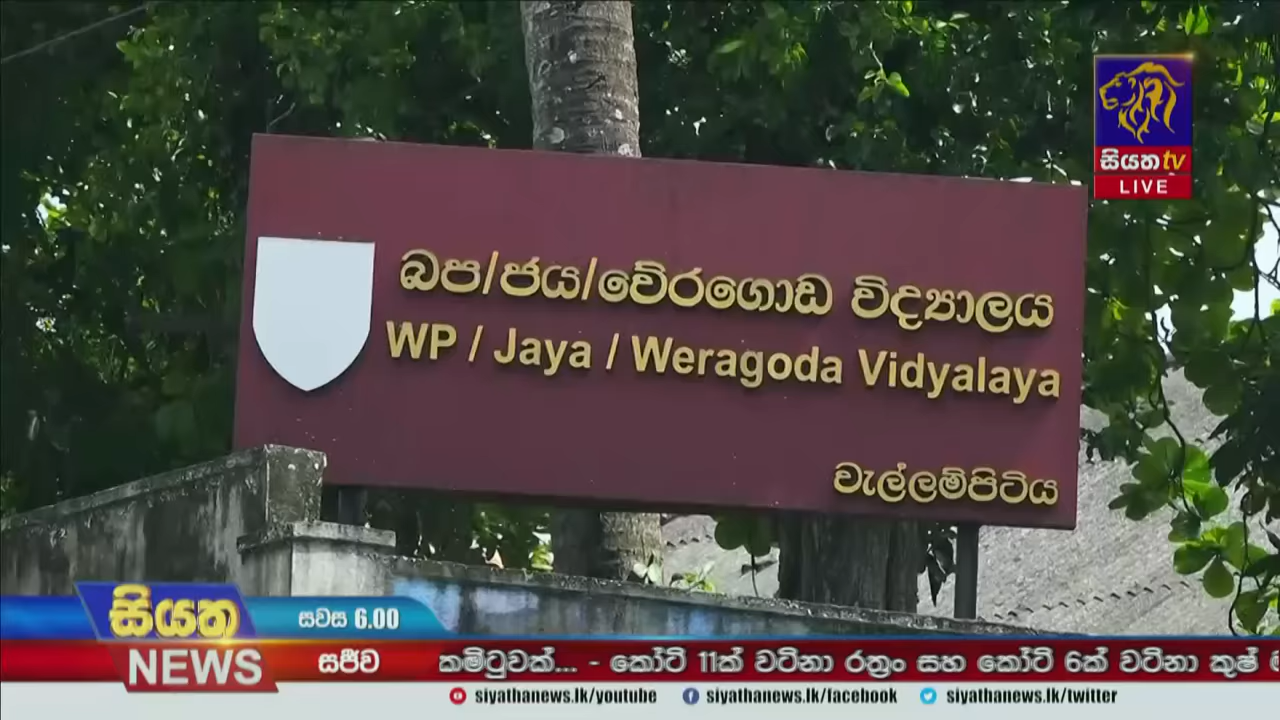 සියත tv
LIVE
බප/ජය/වේරගොඩ විද්‍යාලය
WP / Jaya / Weragoda Vidyalaya
වැල්ලම්පිටිය
සියත
සවස 6.00
NEWS
සජීව
කමිටුවක්... - කෝටි 11ක් වටිනා රත්‍රං සහ කෝටි 6ක් වටිනා කුෂ්
siyathanews.lk/youtube
siyathanews.lk/facebook
siyathanews.lk/twitter